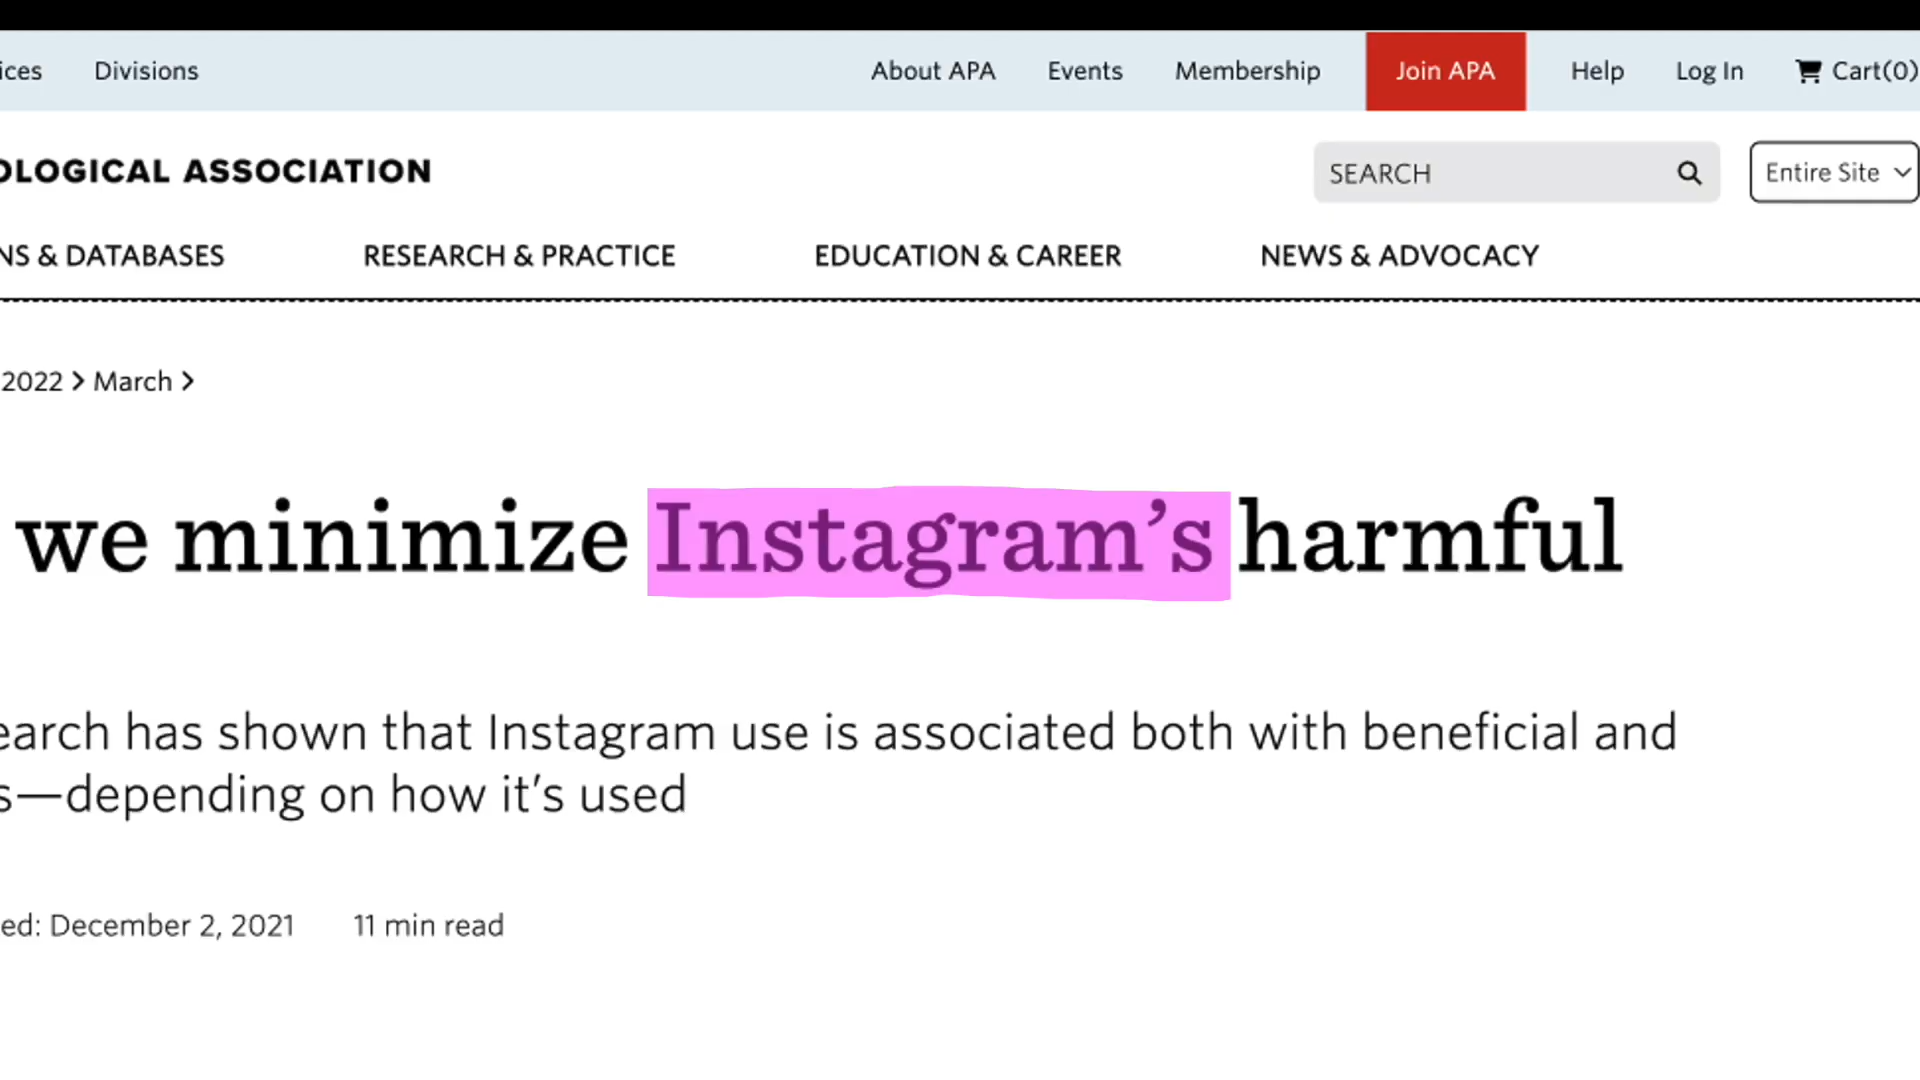 ices Divisions About APA Events Membership Join APA Help Log In Cart(0)
OLOGICAL ASSOCIATION SEARCH Entire Site
NS & DATABASES RESEARCH & PRACTICE EDUCATION & CAREER NEWS & ADVOCACY
2022 > March >
we minimize Instagram’s harmful
earch has shown that Instagram use is associated both with beneficial and
s—depending on how it’s used
ed: December 2, 2021 11 min read